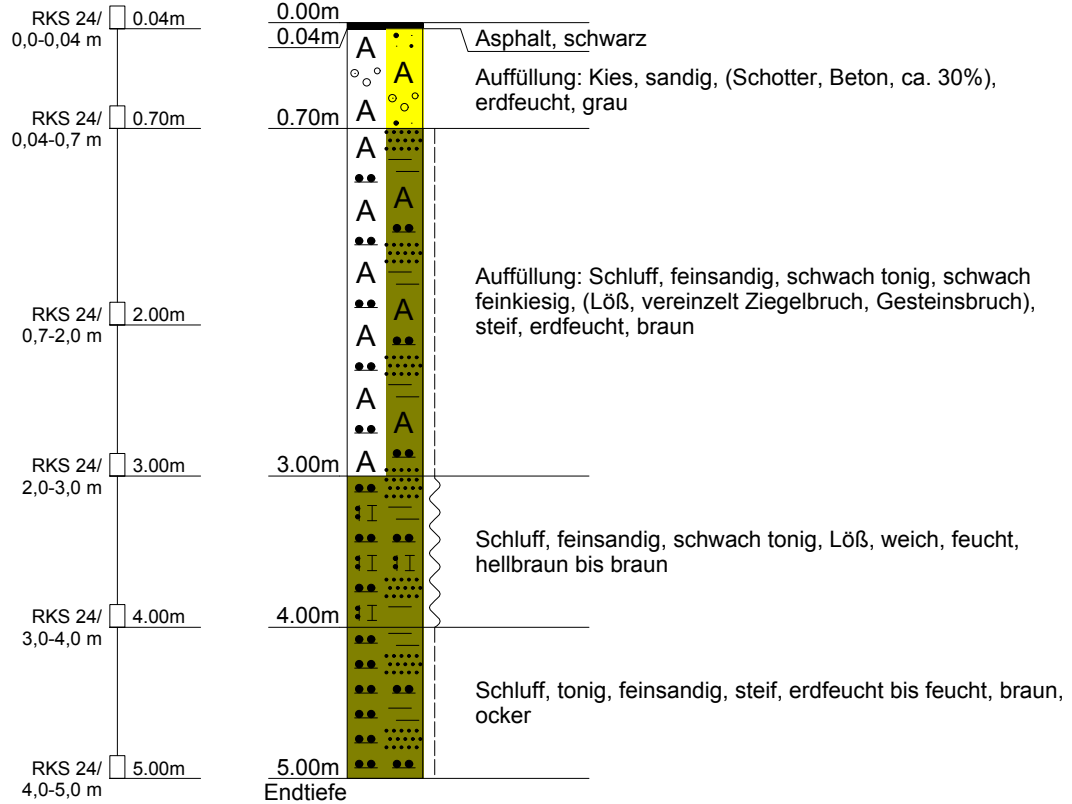 RKS 24/
0,0-0,04 m
0.04m
0.00m
0.04m
Asphalt, schwarz
A
A
A
Auffüllung: Kies, sandig, (Schotter, Beton, ca. 30%),
erdfeucht, grau
RKS 24/
0,04-0,7 m
0.70m
0.70m
A
A
A
A
A
A
A
A
A
Auffüllung: Schluff, feinsandig, schwach tonig, schwach
feinkiesig, (Löß, vereinzelt Ziegelbruch, Gesteinsbruch),
steif, erdfeucht, braun
RKS 24/
0,7-2,0 m
2.00m
RKS 24/
2,0-3,0 m
3.00m
3.00m
Schluff, feinsandig, schwach tonig, Löß, weich, feucht,
hellbraun bis braun
RKS 24/
3,0-4,0 m
4.00m
4.00m
Schluff, tonig, feinsandig, steif, erdfeucht bis feucht, braun,
ocker
RKS 24/
4,0-5,0 m
5.00m
5.00m
Endtiefe